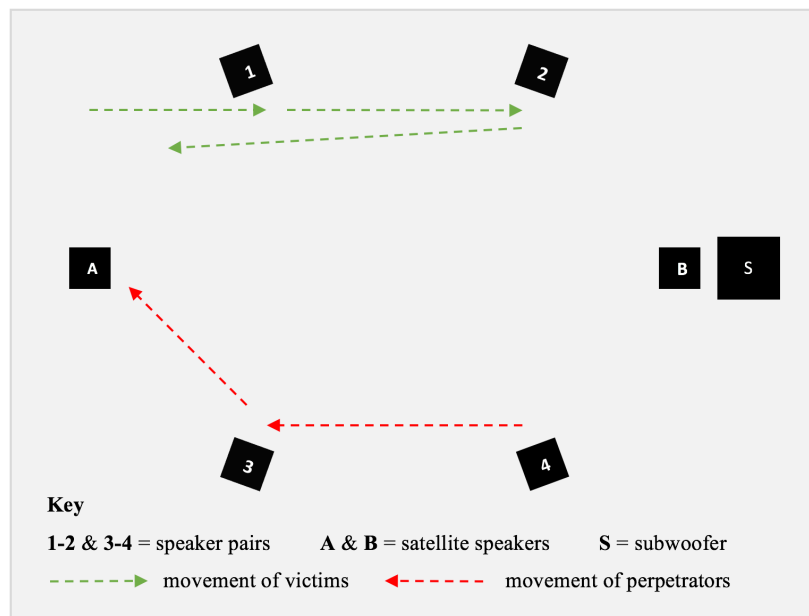 1
2
A
B
S
3
4
Key
1-2 & 3-4 = speaker pairs A & B = satellite speakers S = subwoofer
movement of victims movement of perpetrators